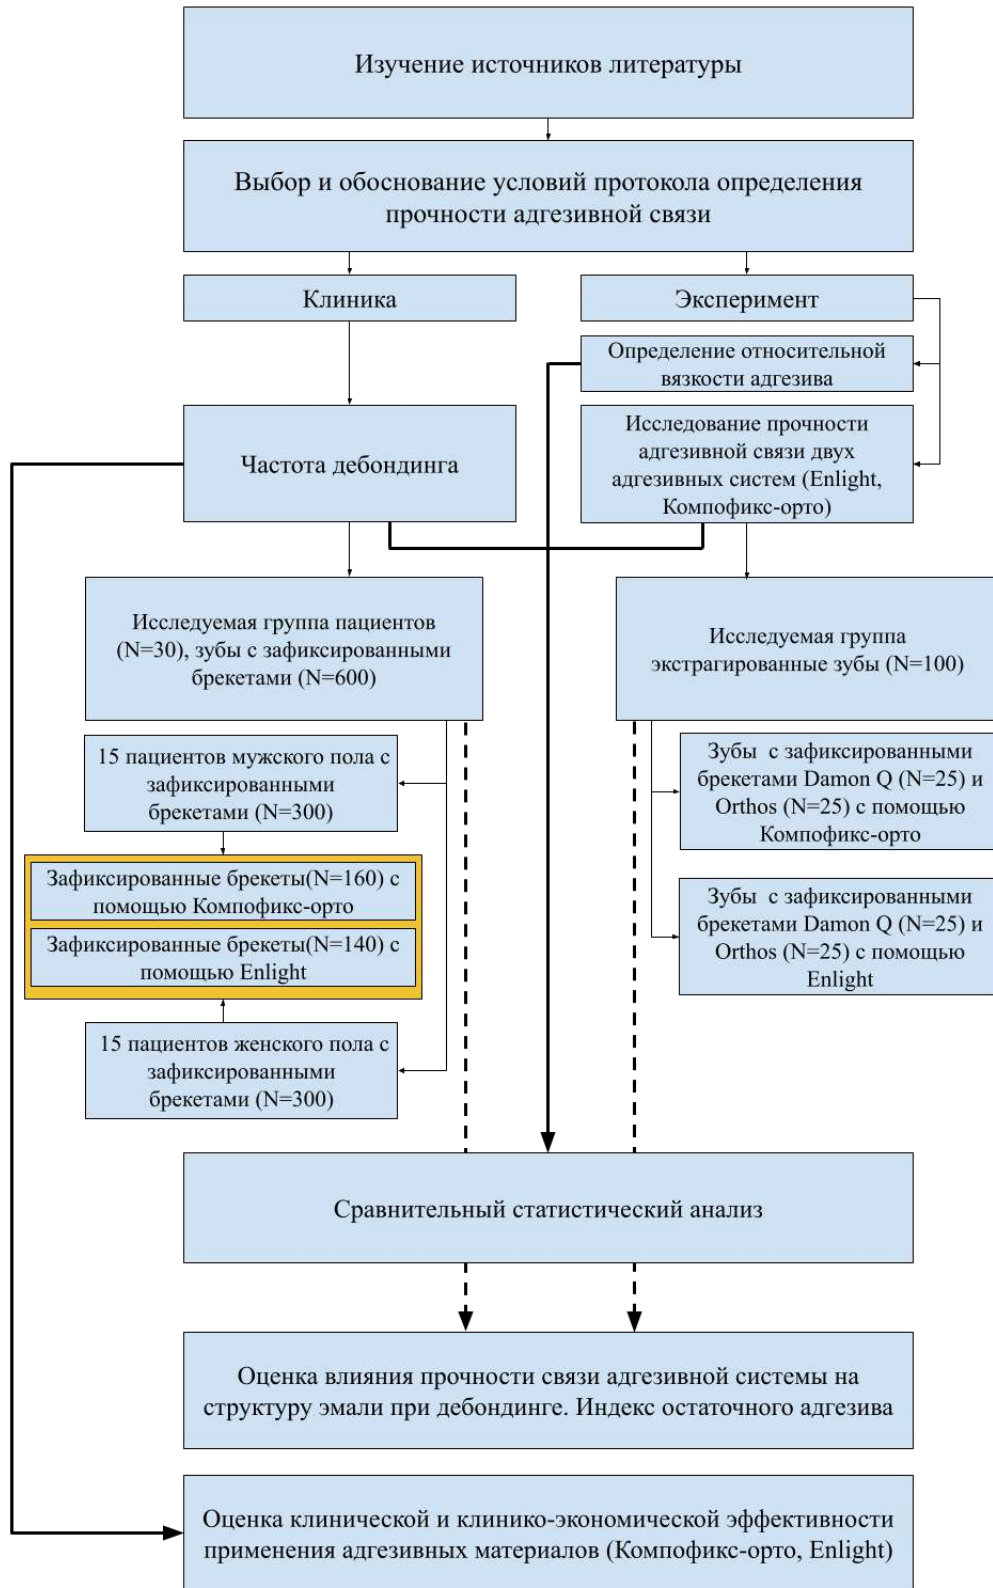 Изучение источников литературы
Выбор и обоснование условий протокола определения
прочности адгезивной связи
Клиника
Эксперимент
Определение относительной
вязкости адгезива
Частота дебондинга
Исследование прочности
адгезивной связи двух
адгезивных систем (Enlight,
Компофикс-орто)
Исследуемая группа пациентов
(N=30), зубы с зафиксированными
брекетами (N=600)
Исследуемая группа
экстрагированные зубы (N=100)
15 пациентов мужского пола с
зафиксированными
брекетами (N=300)
Зафиксированные брекеты(N=160) с
помощью Компофикс-орто
Зафиксированные брекеты(N=140) с
помощью Enlight
15 пациентов женского пола с
зафиксированными
брекетами (N=300)
Зубы с зафиксированными
брекетами Damon Q (N=25) и
Orthos (N=25) с помощью
Компофикс-орто
Зубы с зафиксированными
брекетами Damon Q (N=25) и
Orthos (N=25) с помощью
Enlight
Сравнительный статистический анализ
Оценка влияния прочности связи адгезивной системы на
структуру эмали при дебондинге. Индекс остаточного адгезива
Оценка клинической и клинико-экономической эффективности
применения адгезивных материалов (Компофикс-орто, Enlight)